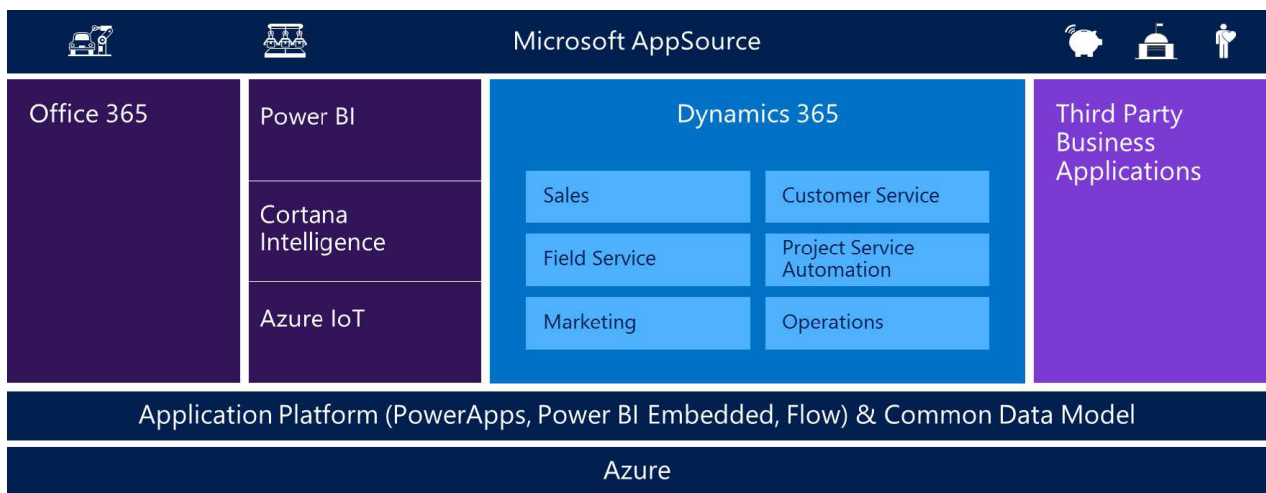 Microsoft AppSource
Office 365
Power BI
Cortana
Intelligence
Azure IoT
Dynamics 365
Sales
Customer Service
Field Service
Project Service
Automation
Marketing
Operations
Third Party
Business
Applications
Application Platform (PowerApps, Power BI Embedded, Flow) & Common Data Model
Azure